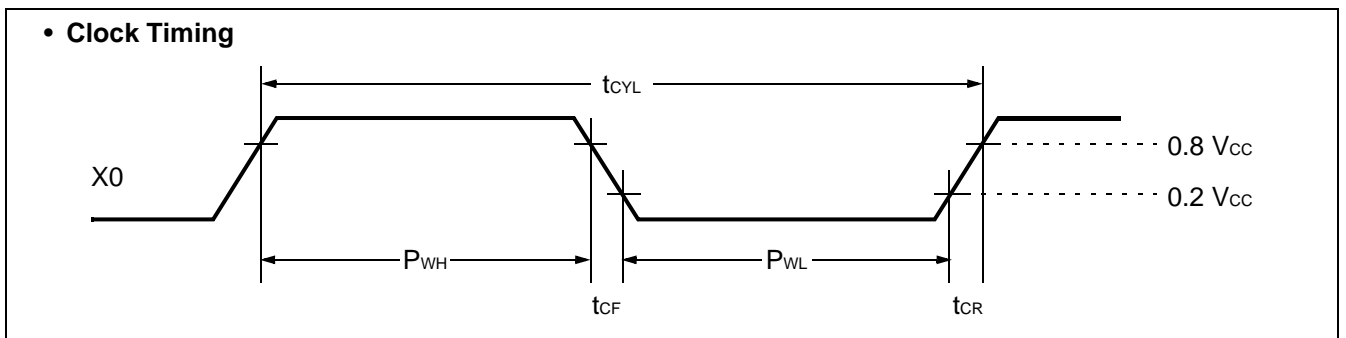 • Clock Timing
tCYL
0.8 VCC
X0
0.2 VCC
PWH
PWL
tCF
tCR